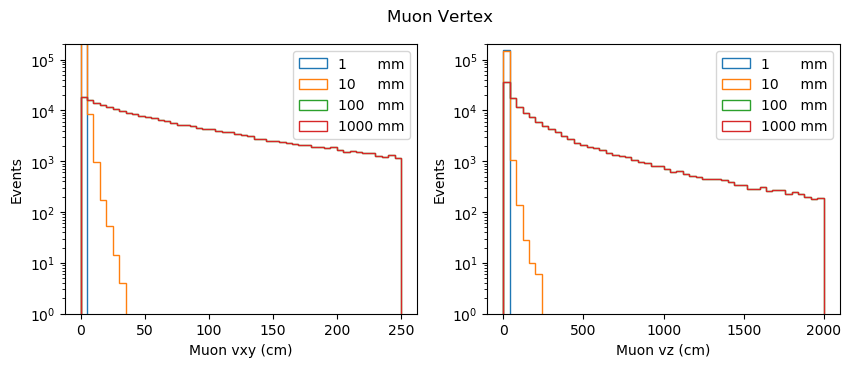 Muon Vertex
10⁵
10⁴
10³
10²
10¹
10⁰
Events
0 50 100 150 200 250
Muon vxy (cm)
1 mm
10 mm
100 mm
1000 mm
10⁵
10⁴
10³
10²
10¹
10⁰
Events
0 500 1000 1500 2000
Muon vz (cm)
1 mm
10 mm
100 mm
1000 mm